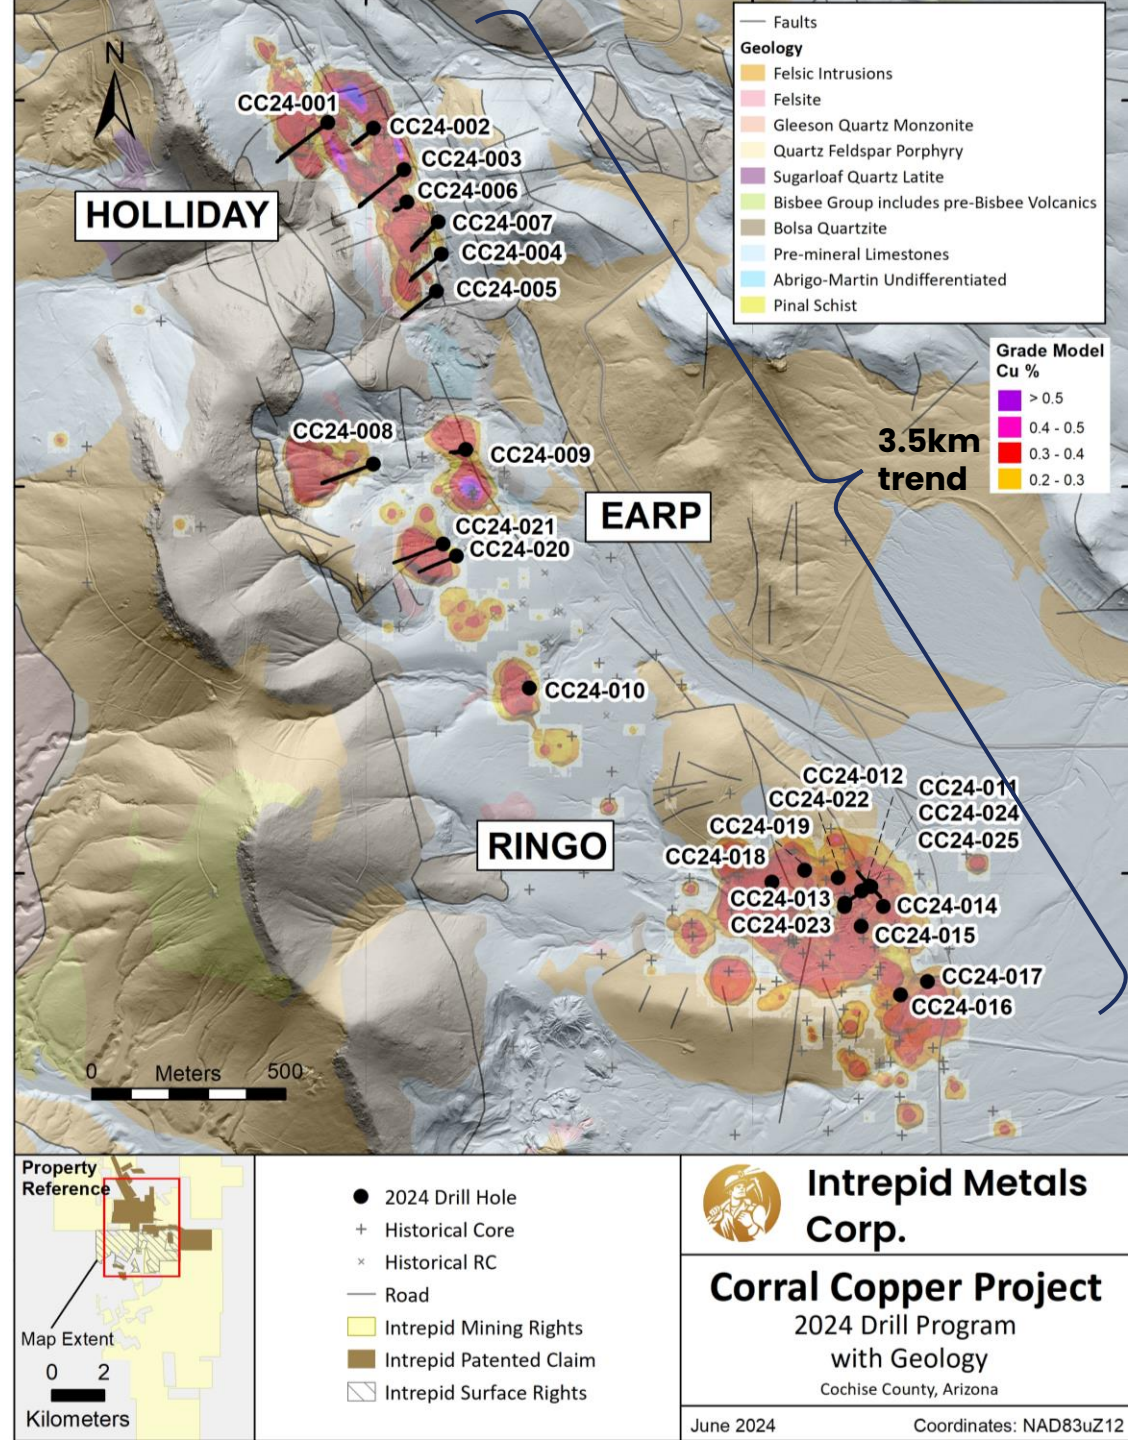 N
CC24-001
CC24-002
CC24-003
CC24-006
CC24-007
CC24-004
CC24-005
HOLLIDAY
Faults
Geology
Felsic Intrusions
Felsite
Gleeson Quartz Monzonite
Quartz Feldspar Porphyry
Sugarloaf Quartz Latite
Bisbee Group includes pre-Bisbee Volcanics
Bolsa Quartzite
Pre-mineral Limestones
Abrigo-Martin Undifferentiated
Pinal Schist
Grade Model
Cu %
> 0.5
0.4 - 0.5
0.3 - 0.4
0.2 - 0.3
3.5km
trend
CC24-008
CC24-009
EARP
CC24-021
CC24-020
CC24-010
RINGO
CC24-012
CC24-022
CC24-019
CC24-018
CC24-011
CC24-024
CC24-025
CC24-013
CC24-023
CC24-014
CC24-015
CC24-017
CC24-016
0 Meters 500
Property
Reference
Map Extent
0 2
Kilometers
2024 Drill Hole
Historical Core
Historical RC
Road
Intrepid Mining Rights
Intrepid Patented Claim
Intrepid Surface Rights
Intrepid Metals
Corp.
Corral Copper Project
2024 Drill Program
with Geology
Cochise County, Arizona
June 2024 Coordinates: NAD83uZ12